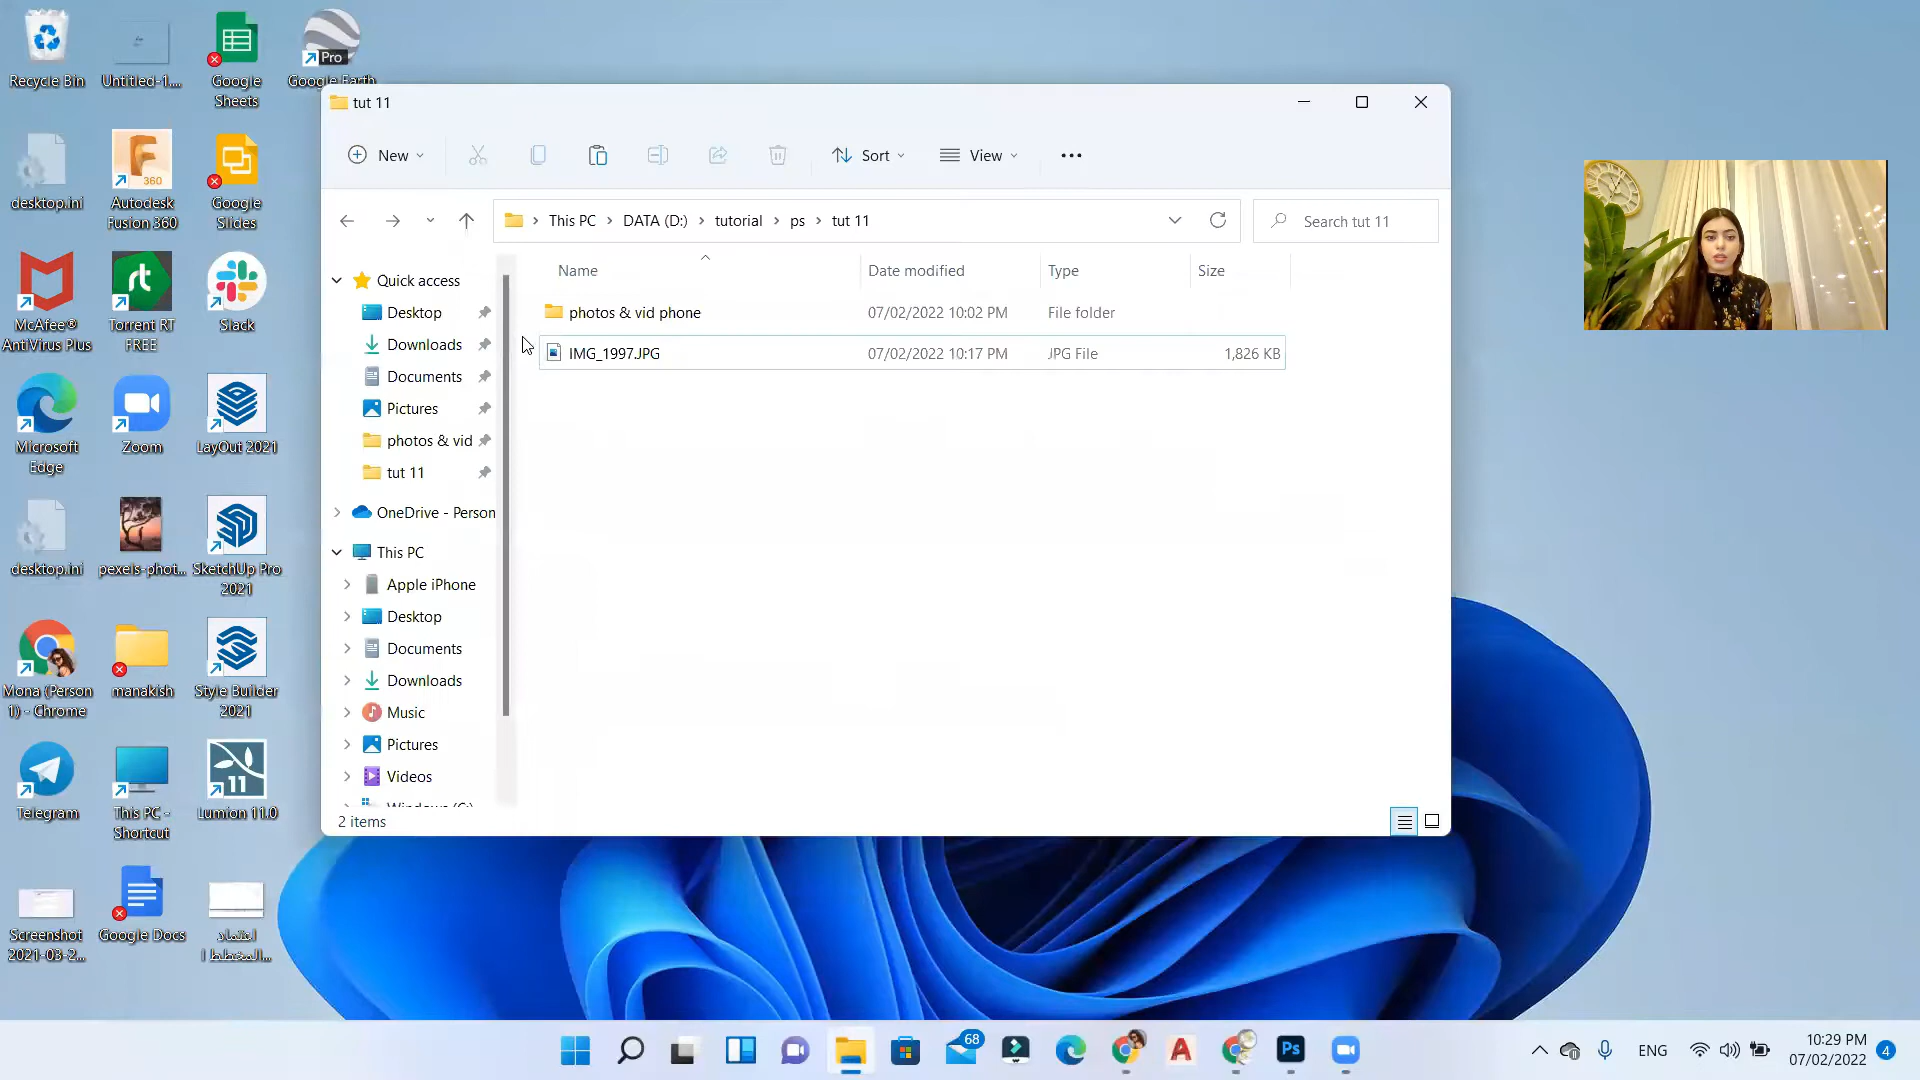 Recycle Bin
Untitled-1....
Google
Sheets
Pro
Google Earth
desktop.ini
360
Autodesk
Fusion 360
Google
Slides
McAfee®
AntiVirus Plus
rt
Torrent RT
FREE
Slack
Microsoft
Edge
Zoom
LayOut 2021
desktop.ini
pexels-phot...
SketchUp Pro
2021
Mona (Person
1) - Chrome
manakish
Style Builder
2021
Telegram
This PC -
Shortcut
11
Lumion 11.0
Screenshot
2021-03-2...
Google Docs
اعتماد
المخطط ا...
tut 11
New
Sort
View
This PC
DATA (D:)
tutorial
ps
tut 11
Search tut 11
Name
Date modified
Type
Size
photos & vid phone
07/02/2022 10:02 PM
File folder
IMG_1997.JPG
07/02/2022 10:17 PM
JPG File
1,826 KB
Quick access
Desktop
Downloads
Documents
Pictures
photos & vid
tut 11
OneDrive - Person
This PC
Apple iPhone
Desktop
Documents
Downloads
Music
Pictures
Videos
Windows (C:)
2 items
68
A
Ps
ENG
10:29 PM
07/02/2022
4